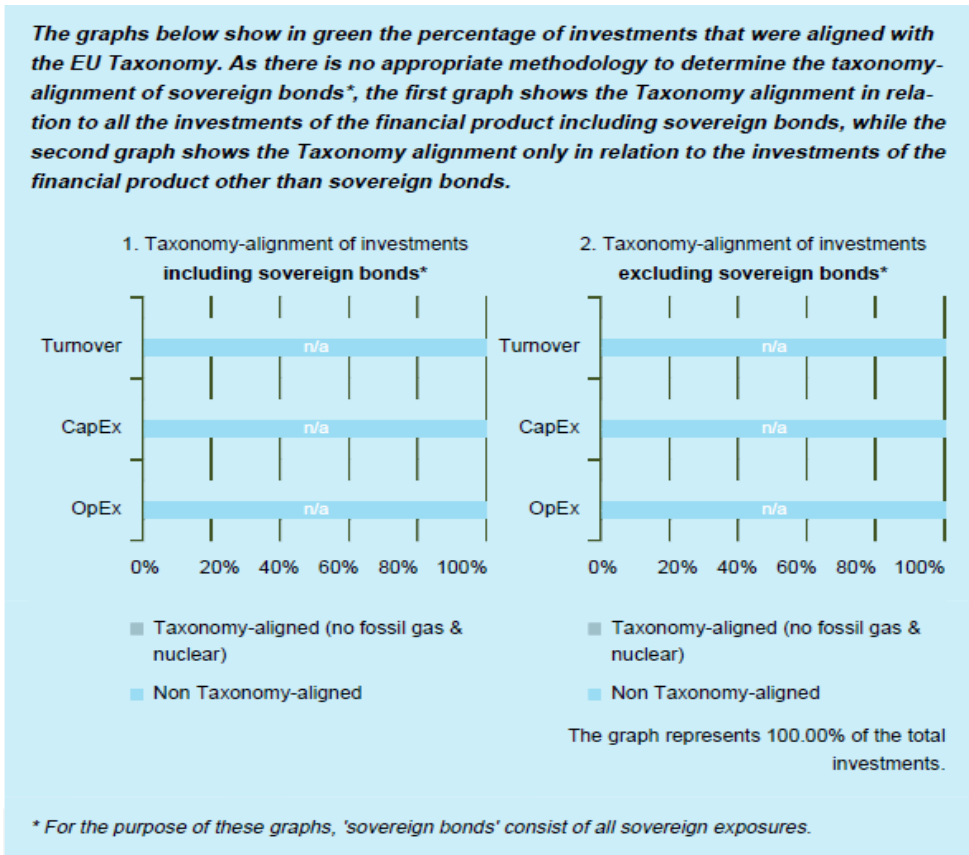 The graphs below show in green the percentage of investments that were aligned with
the EU Taxonomy. As there is no appropriate methodology to determine the taxonomy-
alignment of sovereign bonds*, the first graph shows the Taxonomy alignment in rela-
tion to all the investments of the financial product including sovereign bonds, while the
second graph shows the Taxonomy alignment only in relation to the investments of the
financial product other than sovereign bonds.
1. Taxonomy-alignment of investments
including sovereign bonds*
Turnover
n/a
CapEx
n/a
OpEx
n/a
0% 20% 40% 60% 80% 100%
Taxonomy-aligned (no fossil gas &
nuclear)
Non Taxonomy-aligned
2. Taxonomy-alignment of investments
excluding sovereign bonds*
Turnover
n/a
CapEx
n/a
OpEx
n/a
0% 20% 40% 60% 80% 100%
Taxonomy-aligned (no fossil gas &
nuclear)
Non Taxonomy-aligned
The graph represents 100.00% of the total
investments.
* For the purpose of these graphs, 'sovereign bonds' consist of all sovereign exposures.